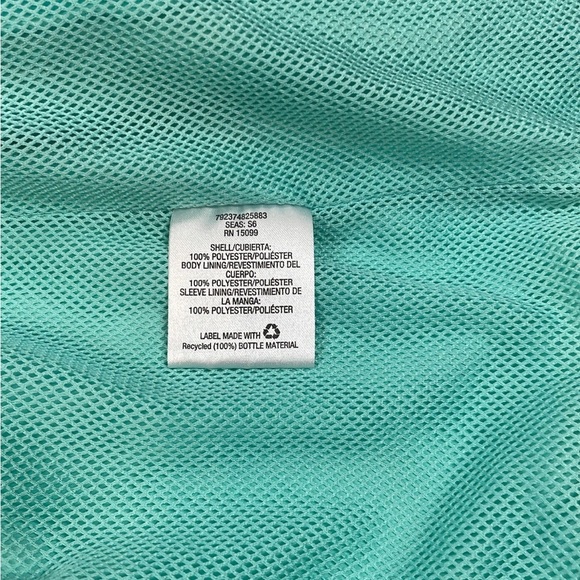 792374825883
SEAS: S6
RN 15099
SHELL/CUBIERTA:
100% POLYESTER/POLIÉSTER
BODY LINING/REVESTIMIENTO DEL
CUERPO:
100% POLYESTER/POLIÉSTER
SLEEVE LINING/REVESTIMIENTO DE
LA MANGA:
100% POLYESTER/POLIÉSTER
LABEL MADE WITH
Recycled (100%) BOTTLE MATERIAL